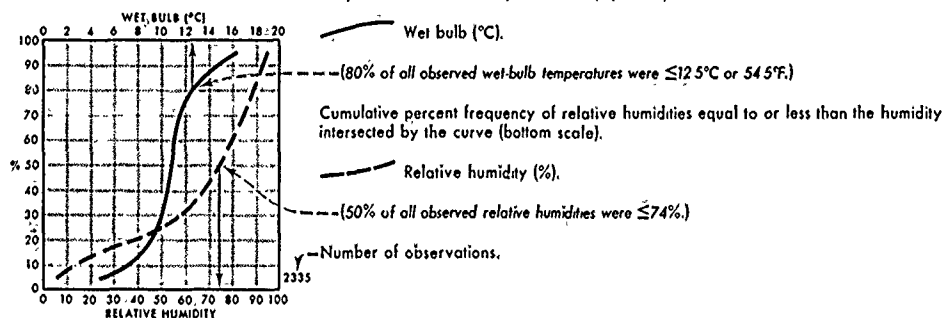 WET BULB (°C)
0 2 4 6 8 10 12 14 16 18 20
Wet bulb (°C).
(80% of all observed wet-bulb temperatures were ≤12 5°C or 54 5°F.)
Cumulative percent frequency of relative humidities equal to or less than the humidity
intersected by the curve (bottom scale).
Relative humidity (%).
(50% of all observed relative humidities were ≤74%.)
Number of observations.
2335
100
90
80
70
60
%
50
40
30
20
10
0
0 10 20 30 40 50 60 70 80 90 100
RELATIVE HUMIDITY